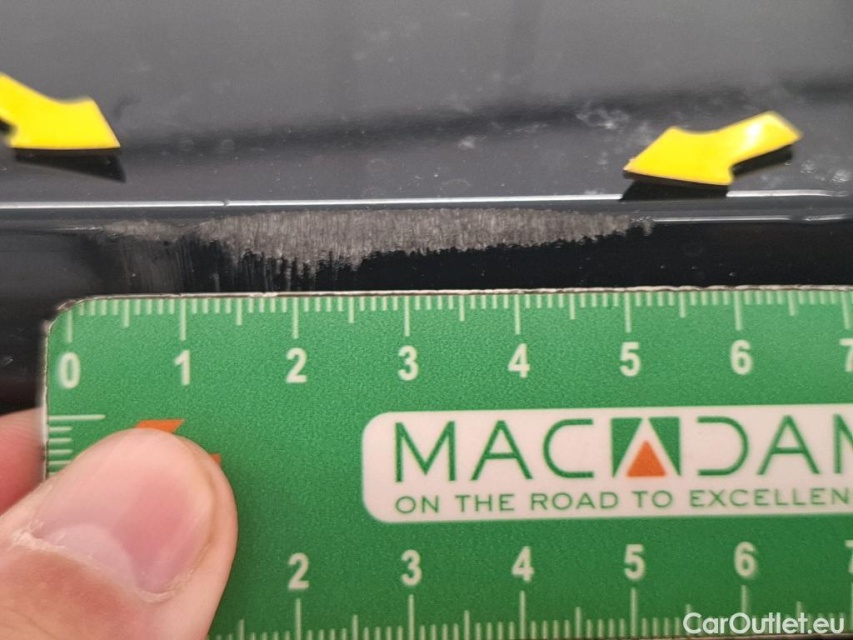 0 1 2 3 4 5 6 7
MACADAM
ON THE ROAD TO EXCELLEN
2 3 4 5 6 7
CarOutlet.eu